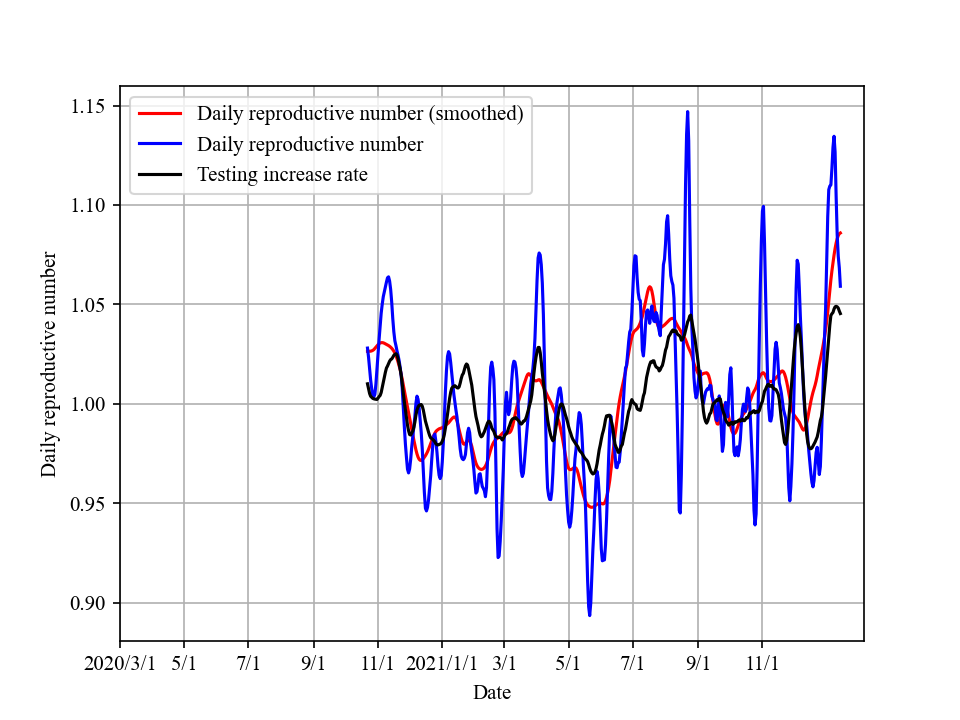 Daily reproductive number (smoothed)
Daily reproductive number
Testing increase rate
Daily reproductive number
1.15
1.10
1.05
1.00
0.95
0.90
2020/3/1 5/1 7/1 9/1 11/1 2021/1/1 3/1 5/1 7/1 9/1 11/1
Date